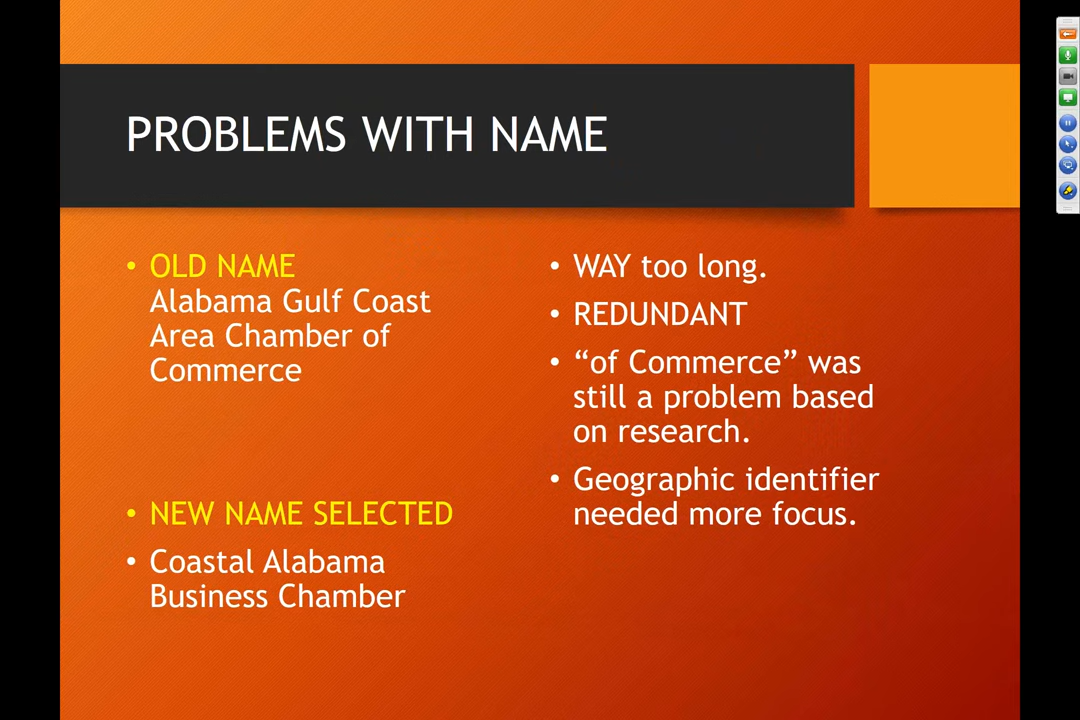 PROBLEMS WITH NAME
• OLD NAME
Alabama Gulf Coast
Area Chamber of
Commerce
• NEW NAME SELECTED
• Coastal Alabama
Business Chamber
• WAY too long.
• REDUNDANT
• “of Commerce” was
still a problem based
on research.
• Geographic identifier
needed more focus.